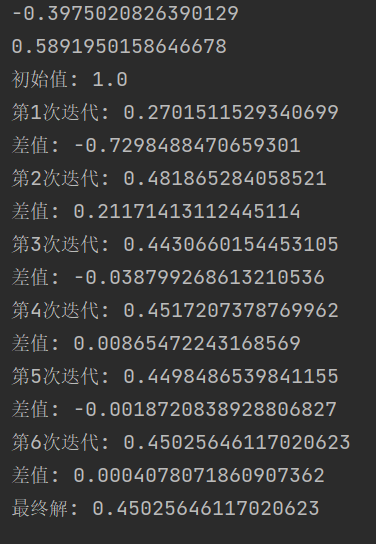 -0.3975020826390129
0.5891950158646678
初始值: 1.0
第1次迭代: 0.2701511529340699
差值: -0.7298488470659301
第2次迭代: 0.481865284058521
差值: 0.21171413112445114
第3次迭代: 0.4430660154453105
差值: -0.038799268613210536
第4次迭代: 0.4517207378769962
差值: 0.00865472243168569
第5次迭代: 0.4498486539841155
差值: -0.0018720838928806827
第6次迭代: 0.45025646117020623
差值: 0.0004078071860907362
最终解: 0.45025646117020623